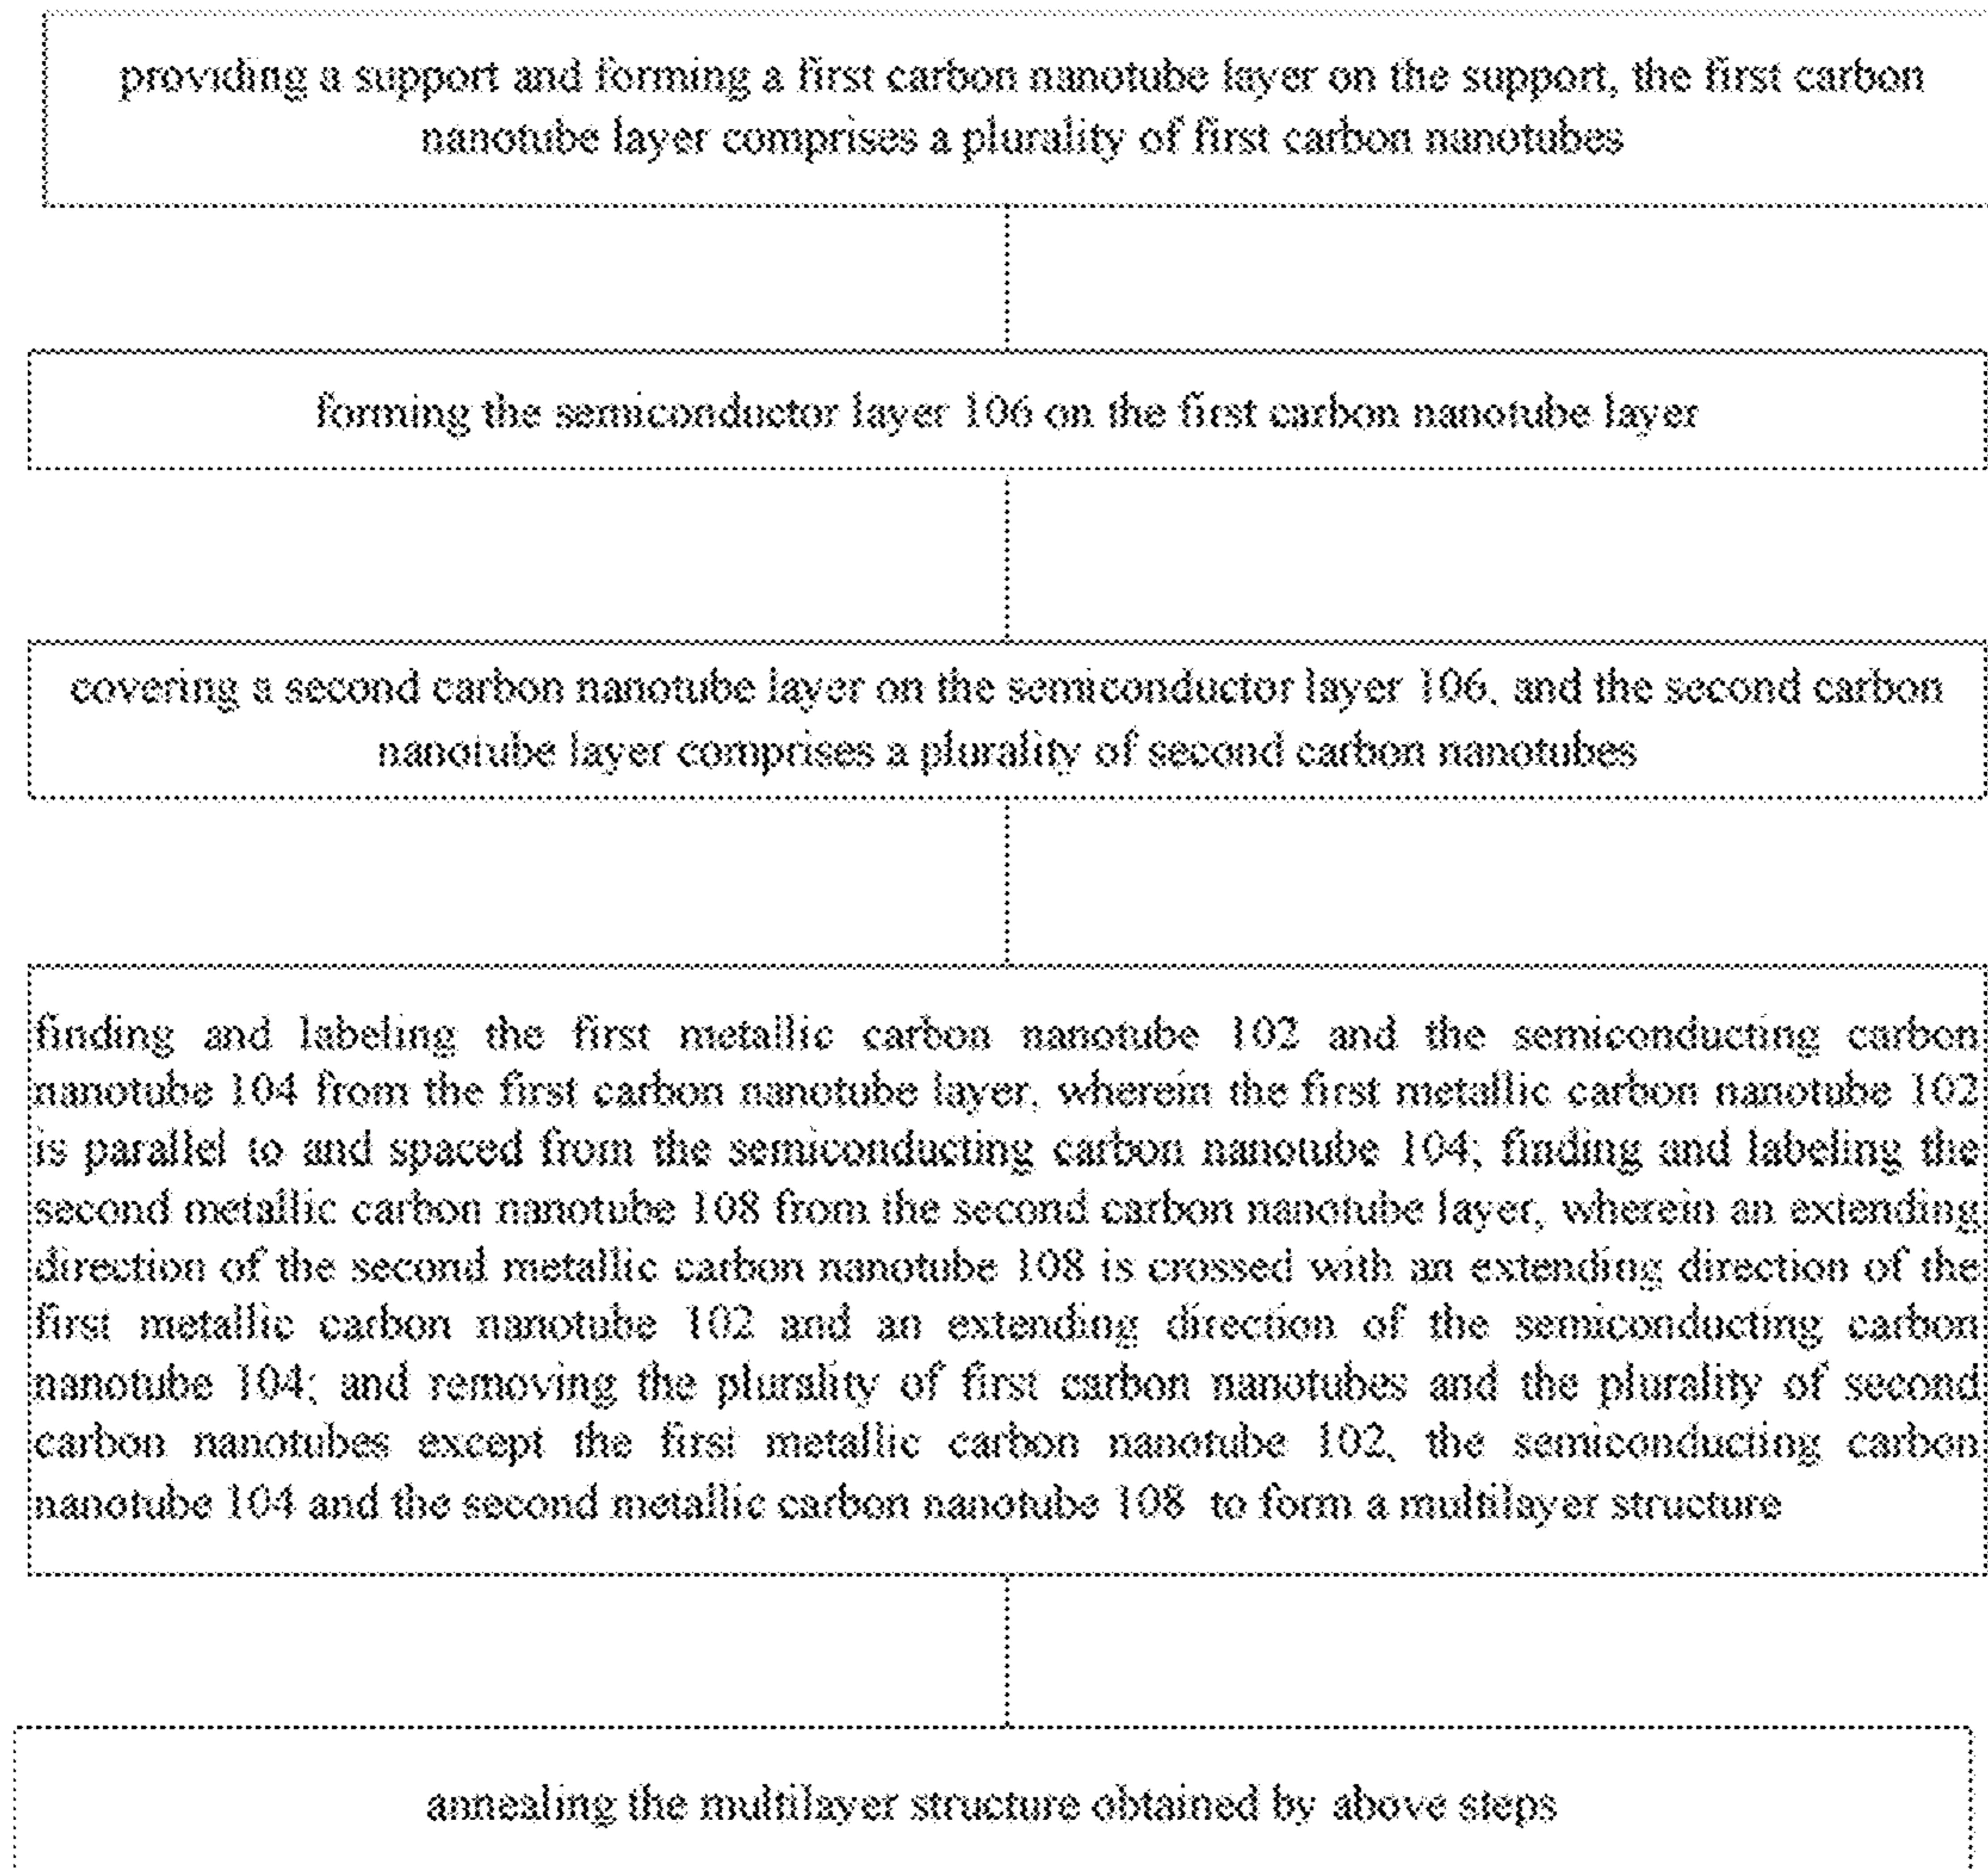 providing a support and forming a first carbon nanotube layer on the support, the first carbon
nanotube layer comprises a plurality of first carbon nanotubes
forming the semiconductor layer 106 on the first carbon nanotube layer
covering a second carbon nanotube layer on the semiconductor layer 106, and the second carbon
nanotube layer comprises a plurality of second carbon nanotubes
finding and labeling the first metallic carbon nanotube 102 and the semiconducting carbon
nanotube 104 from the first carbon nanotube layer, wherein the first metallic carbon nanotube 102
is parallel to and spaced from the semiconducting carbon nanotube 104; finding and labeling the
second metallic carbon nanotube 108 from the second carbon nanotube layer, wherein an extending
direction of the second metallic carbon nanotube 108 is crossed with an extending direction of the
first metallic carbon nanotube 102 and an extending direction of the semiconducting carbon
nanotube 104; and removing the plurality of first carbon nanotubes and the plurality of second
carbon nanotubes except the first metallic carbon nanotube 102, the semiconducting carbon
nanotube 104 and the second metallic carbon nanotube 108 to form a multilayer structure
annealing the multilayer structure obtained by above steps